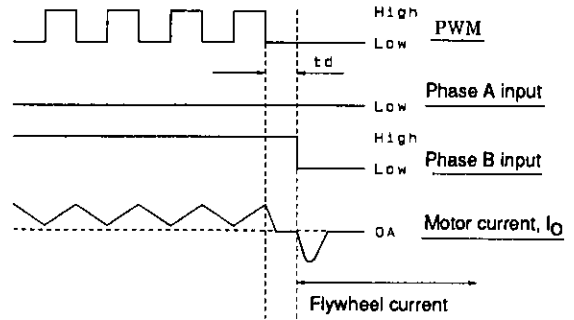 High
PWM
Low
td
Low
Phase A input
High
Phase B input
Low
0A
Motor current, IO
Flywheel current